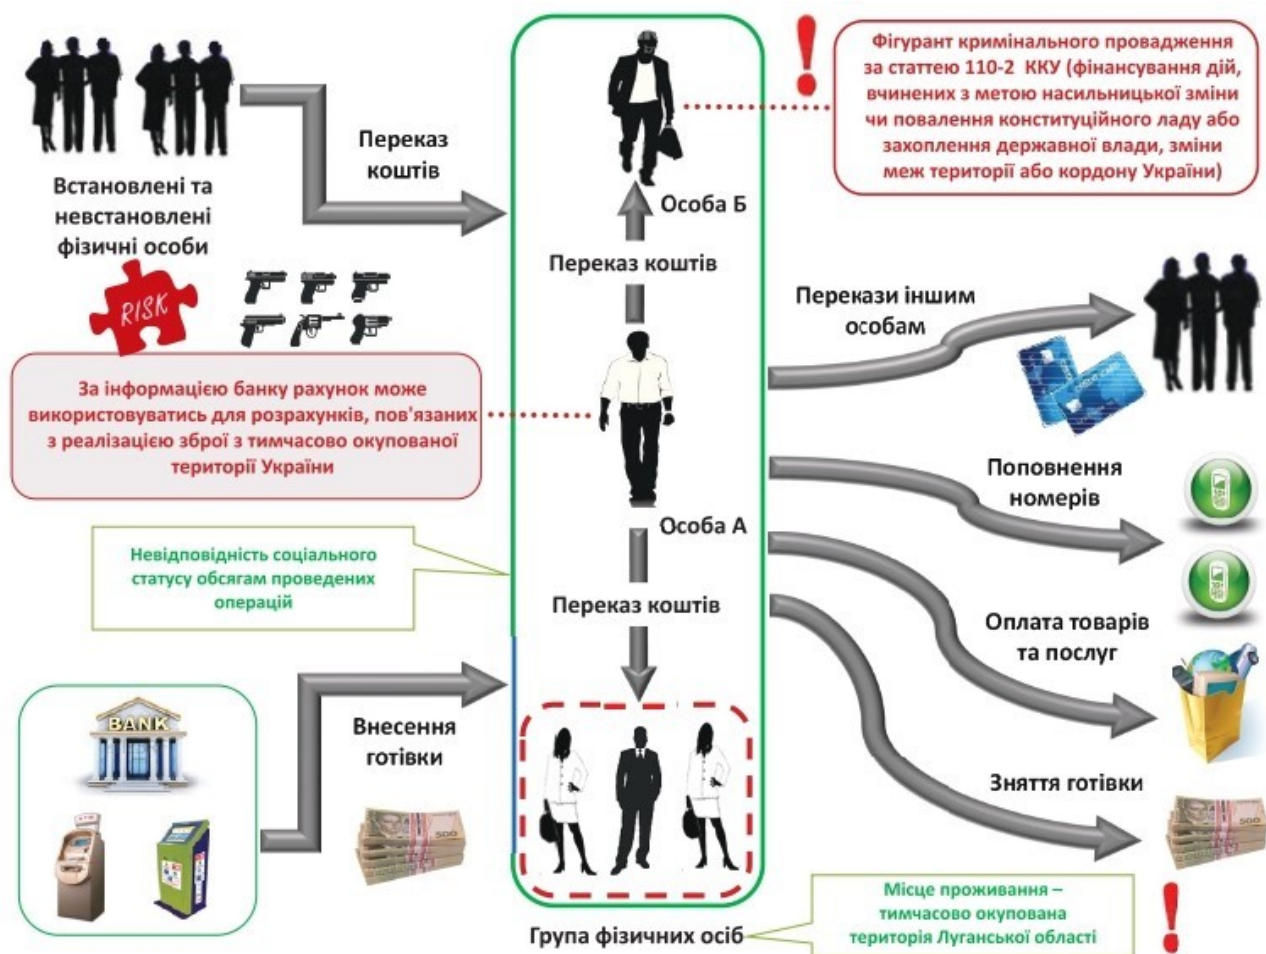 Фігурант кримінального провадження
за статтею 110-2 ККУ (фінансування дій,
вчинених з метою насильницької зміни
чи повалення конституційного ладу або
захоплення державної влади, зміни
меж території або кордону України)
Переказ
коштів
Встановлені та
невстановлені
фізичні особи
Особа Б
Переказ коштів
RISK
Перекази іншим
особам
За інформацією банку рахунок може
використовуватись для розрахунків, пов'язаних
з реалізацією зброї з тимчасово окупованої
території України
Поповнення
номерів
Особа А
Невідповідність соціального
статусу обсягам проведених
операцій
Переказ коштів
Оплата товарів
та послуг
BANK
Внесення
готівки
Зняття готівки
500
500
Місце проживання –
тимчасово окупована
територія Луганської області
Група фізичних осіб